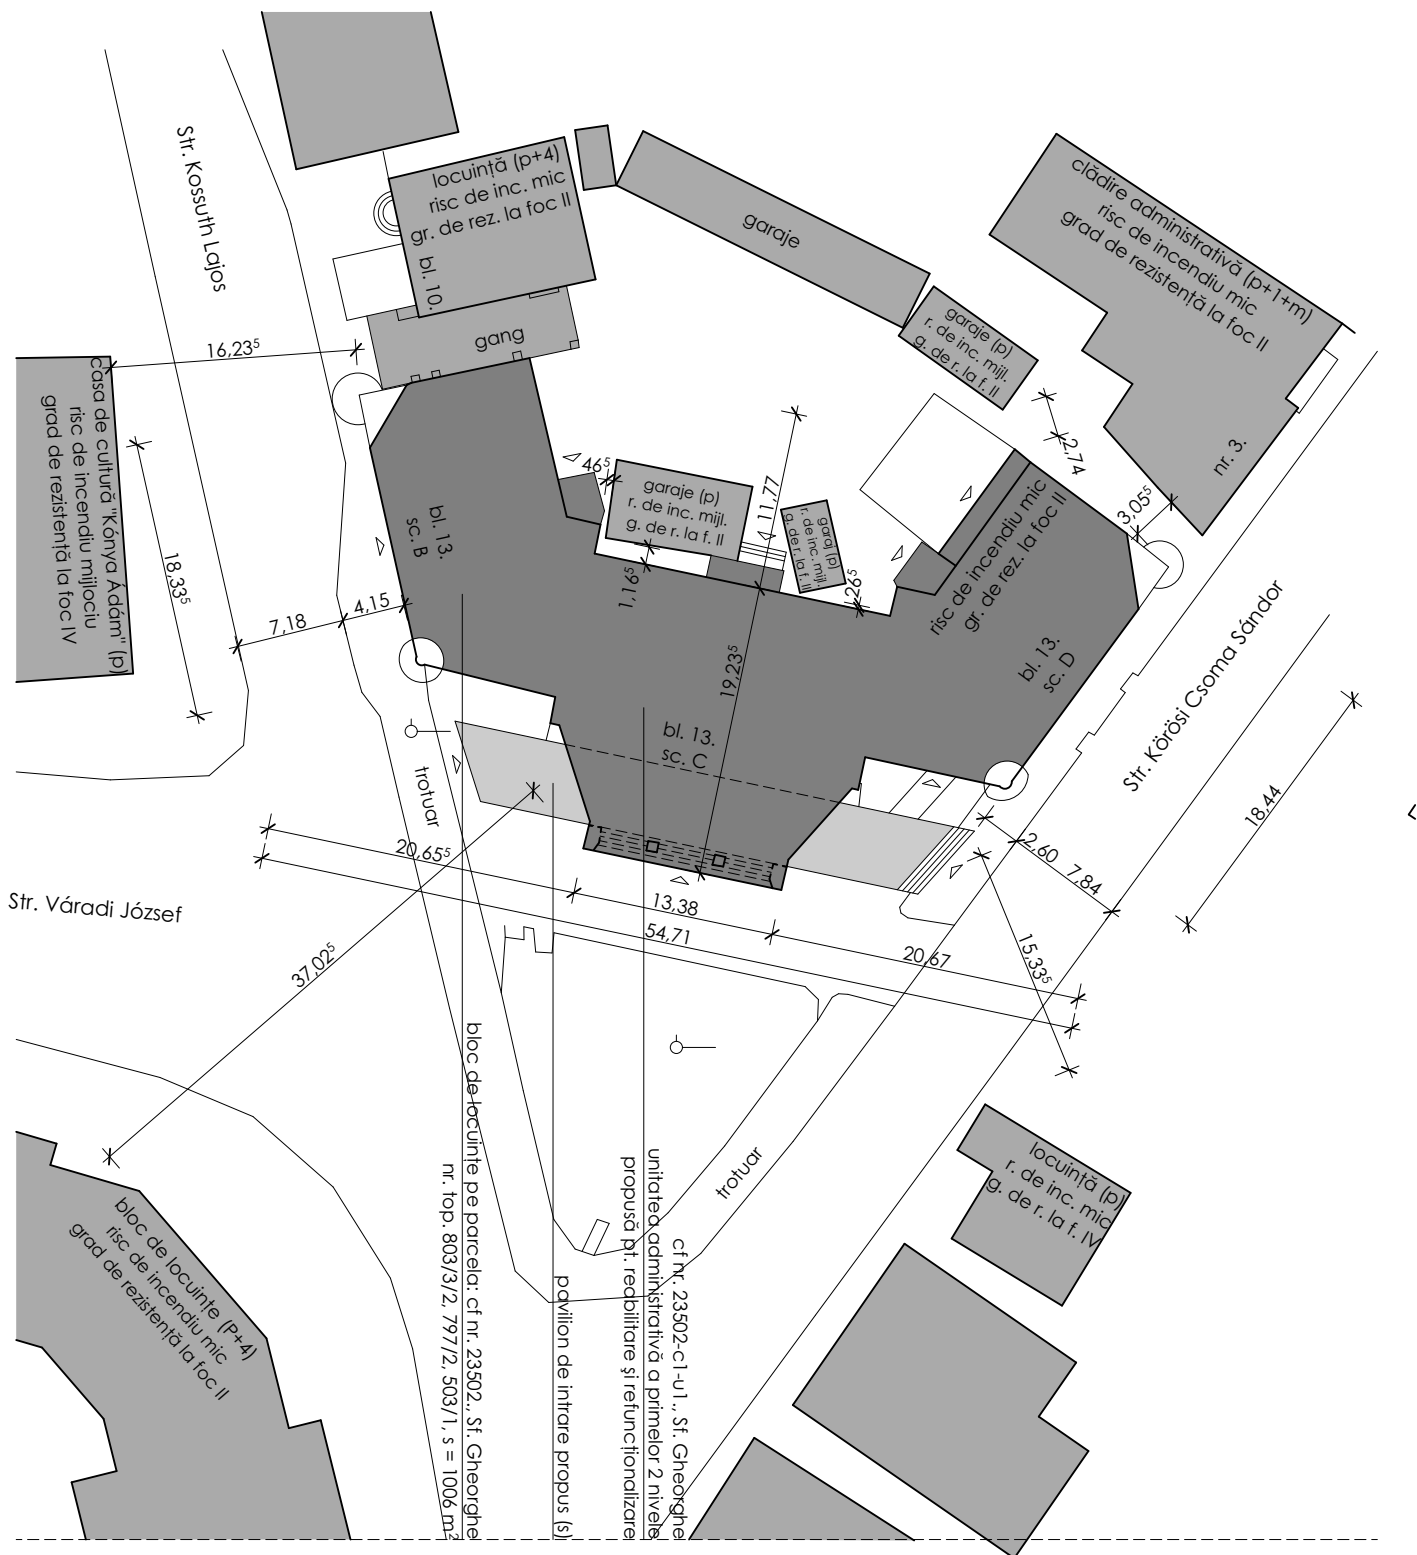 Str. Kossuth Lajos
locuință (p+4)
risc de inc. mic
gr. de rez. la foc II
bl. 10.
gang
garaje
clădire administrativă (p+1+m)
risc de incendiu mic
grad de rezistență la foc II
nr. 3.
garaje (p)
r. de inc. mijl.
g. de r. la f. II
16,23⁵
casa de cultură "Kónya Ádám" (p)
risc de incendiu mijlociu
grad de rezistență la foc IV
18,33⁵
7,18
4,15
bl. 13.
sc. B
46⁵
garaje (p)
r. de inc. mijl.
g. de r. la f. II
11,77
garaj (p)
r. de inc. mijl.
g. de r. la f. II
1,16⁵
26⁵
2,74
3,05⁵
risc de incendiu mic
gr. de rez. la foc II
bl. 13.
sc. D
19,23⁵
bl. 13.
sc. C
Str. Körösi Csoma Sándor
18,44
trotuar
20,65⁵
13,38
54,71
20,67
2,60
7,84
15,33⁵
Str. Váradi József
37,02⁵
trotuar
bloc de locuințe (P+4)
risc de incendiu mic
grad de rezistență la foc II
locuință (p)
r. de inc. mic
g. de r. la f. IV
bloc de locuințe pe parcela: cf nr. 23502., Sf. Gheorghe
nr. top. 803/3/2, 797/2, 503/1, s = 1006 m²
pavilion de intrare propus (s)
cf nr. 23502-c1-u1., Sf. Gheorghe
unitatea administrativă a primelor 2 nivele
propusă pt. reabilitare și refuncționalizare